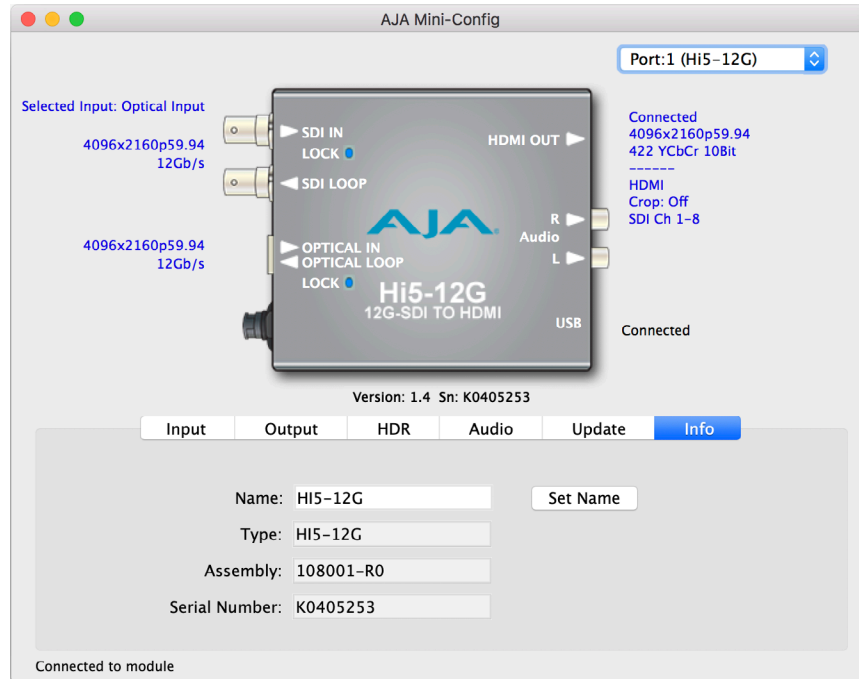 AJA Mini-Config
Port:1 (Hi5-12G)
Selected Input: Optical Input
4096x2160p59.94
12Gb/s
4096x2160p59.94
12Gb/s
SDI IN
LOCK
SDI LOOP
HDMI OUT
AJA
R
Audio
L
OPTICAL IN
OPTICAL LOOP
LOCK
Hi5-12G
12G-SDI TO HDMI
USB
Connected
4096x2160p59.94
422 YCbCr 10Bit
------
HDMI
Crop: Off
SDI Ch 1-8
Connected
Version: 1.4 Sn: K0405253
Input Output HDR Audio Update Info
Name: HI5-12G Set Name
Type: HI5-12G
Assembly: 108001-R0
Serial Number: K0405253
Connected to module